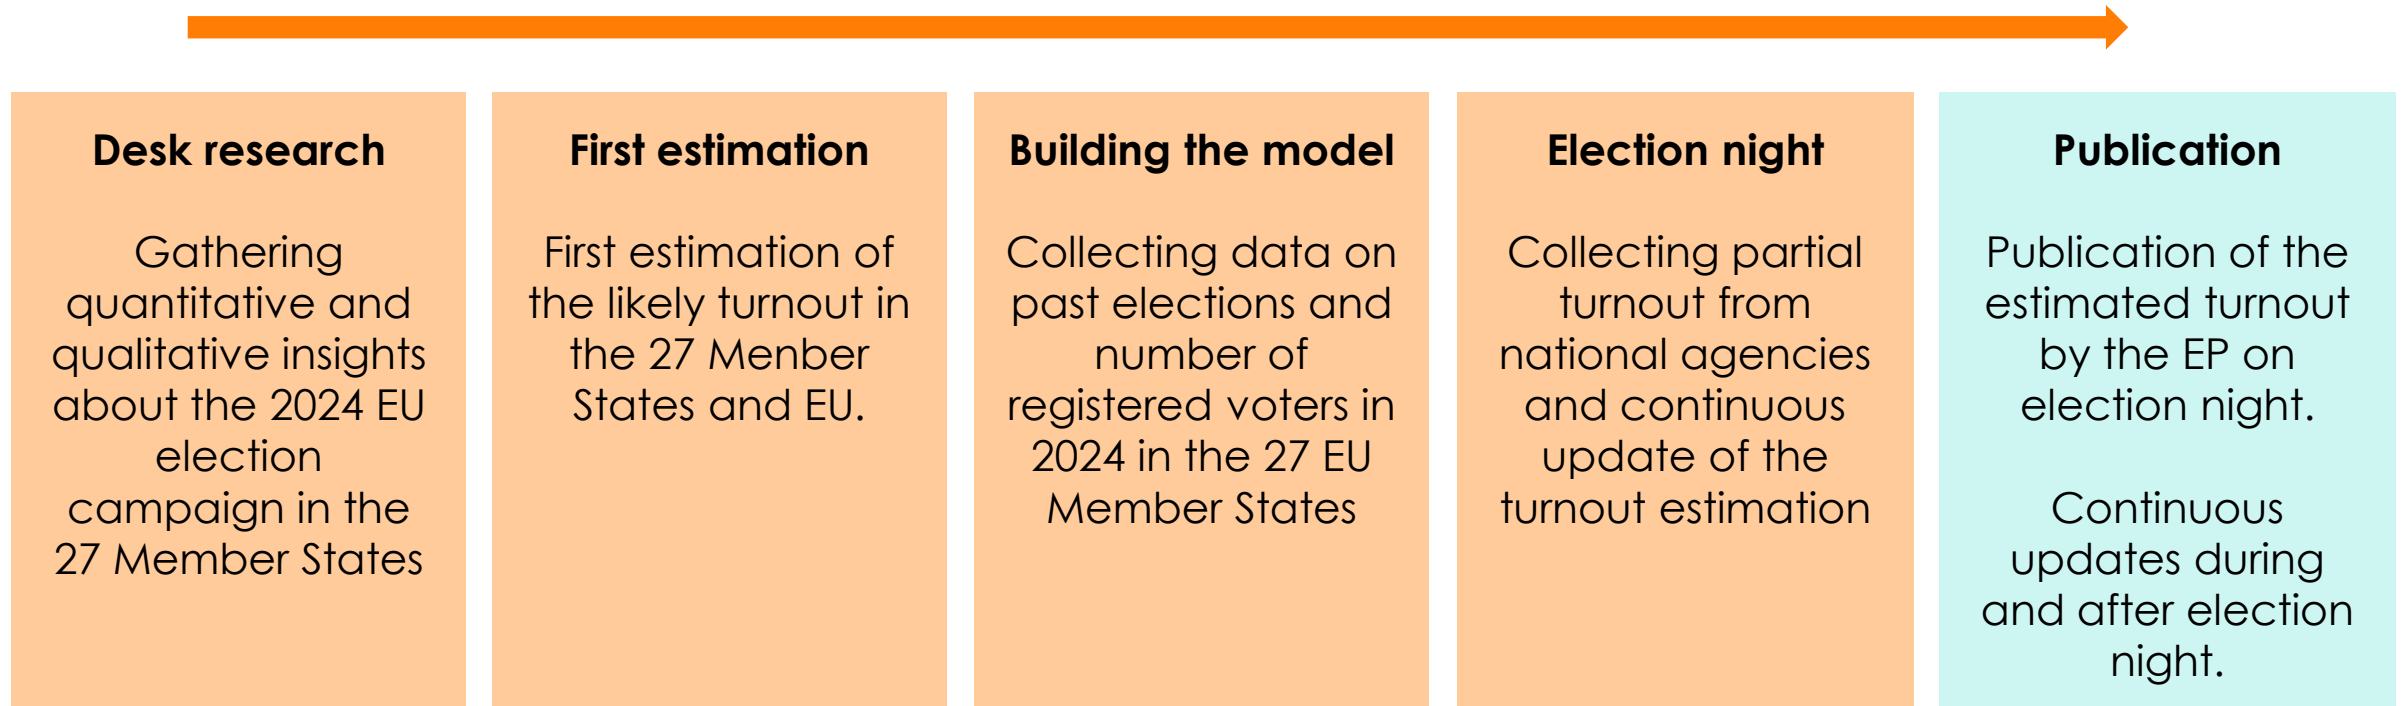 Desk research
Gathering
quantitative and
qualitative insights
about the 2024 EU
election
campaign in the
27 Member States
First estimation
First estimation of
the likely turnout in
the 27 Menber
States and EU.
Building the model
Collecting data on
past elections and
number of
registered voters in
2024 in the 27 EU
Member States
Election night
Collecting partial
turnout from
national agencies
and continuous
update of the
turnout estimation
Publication
Publication of the
estimated turnout
by the EP on
election night.
Continuous
updates during
and after election
night.